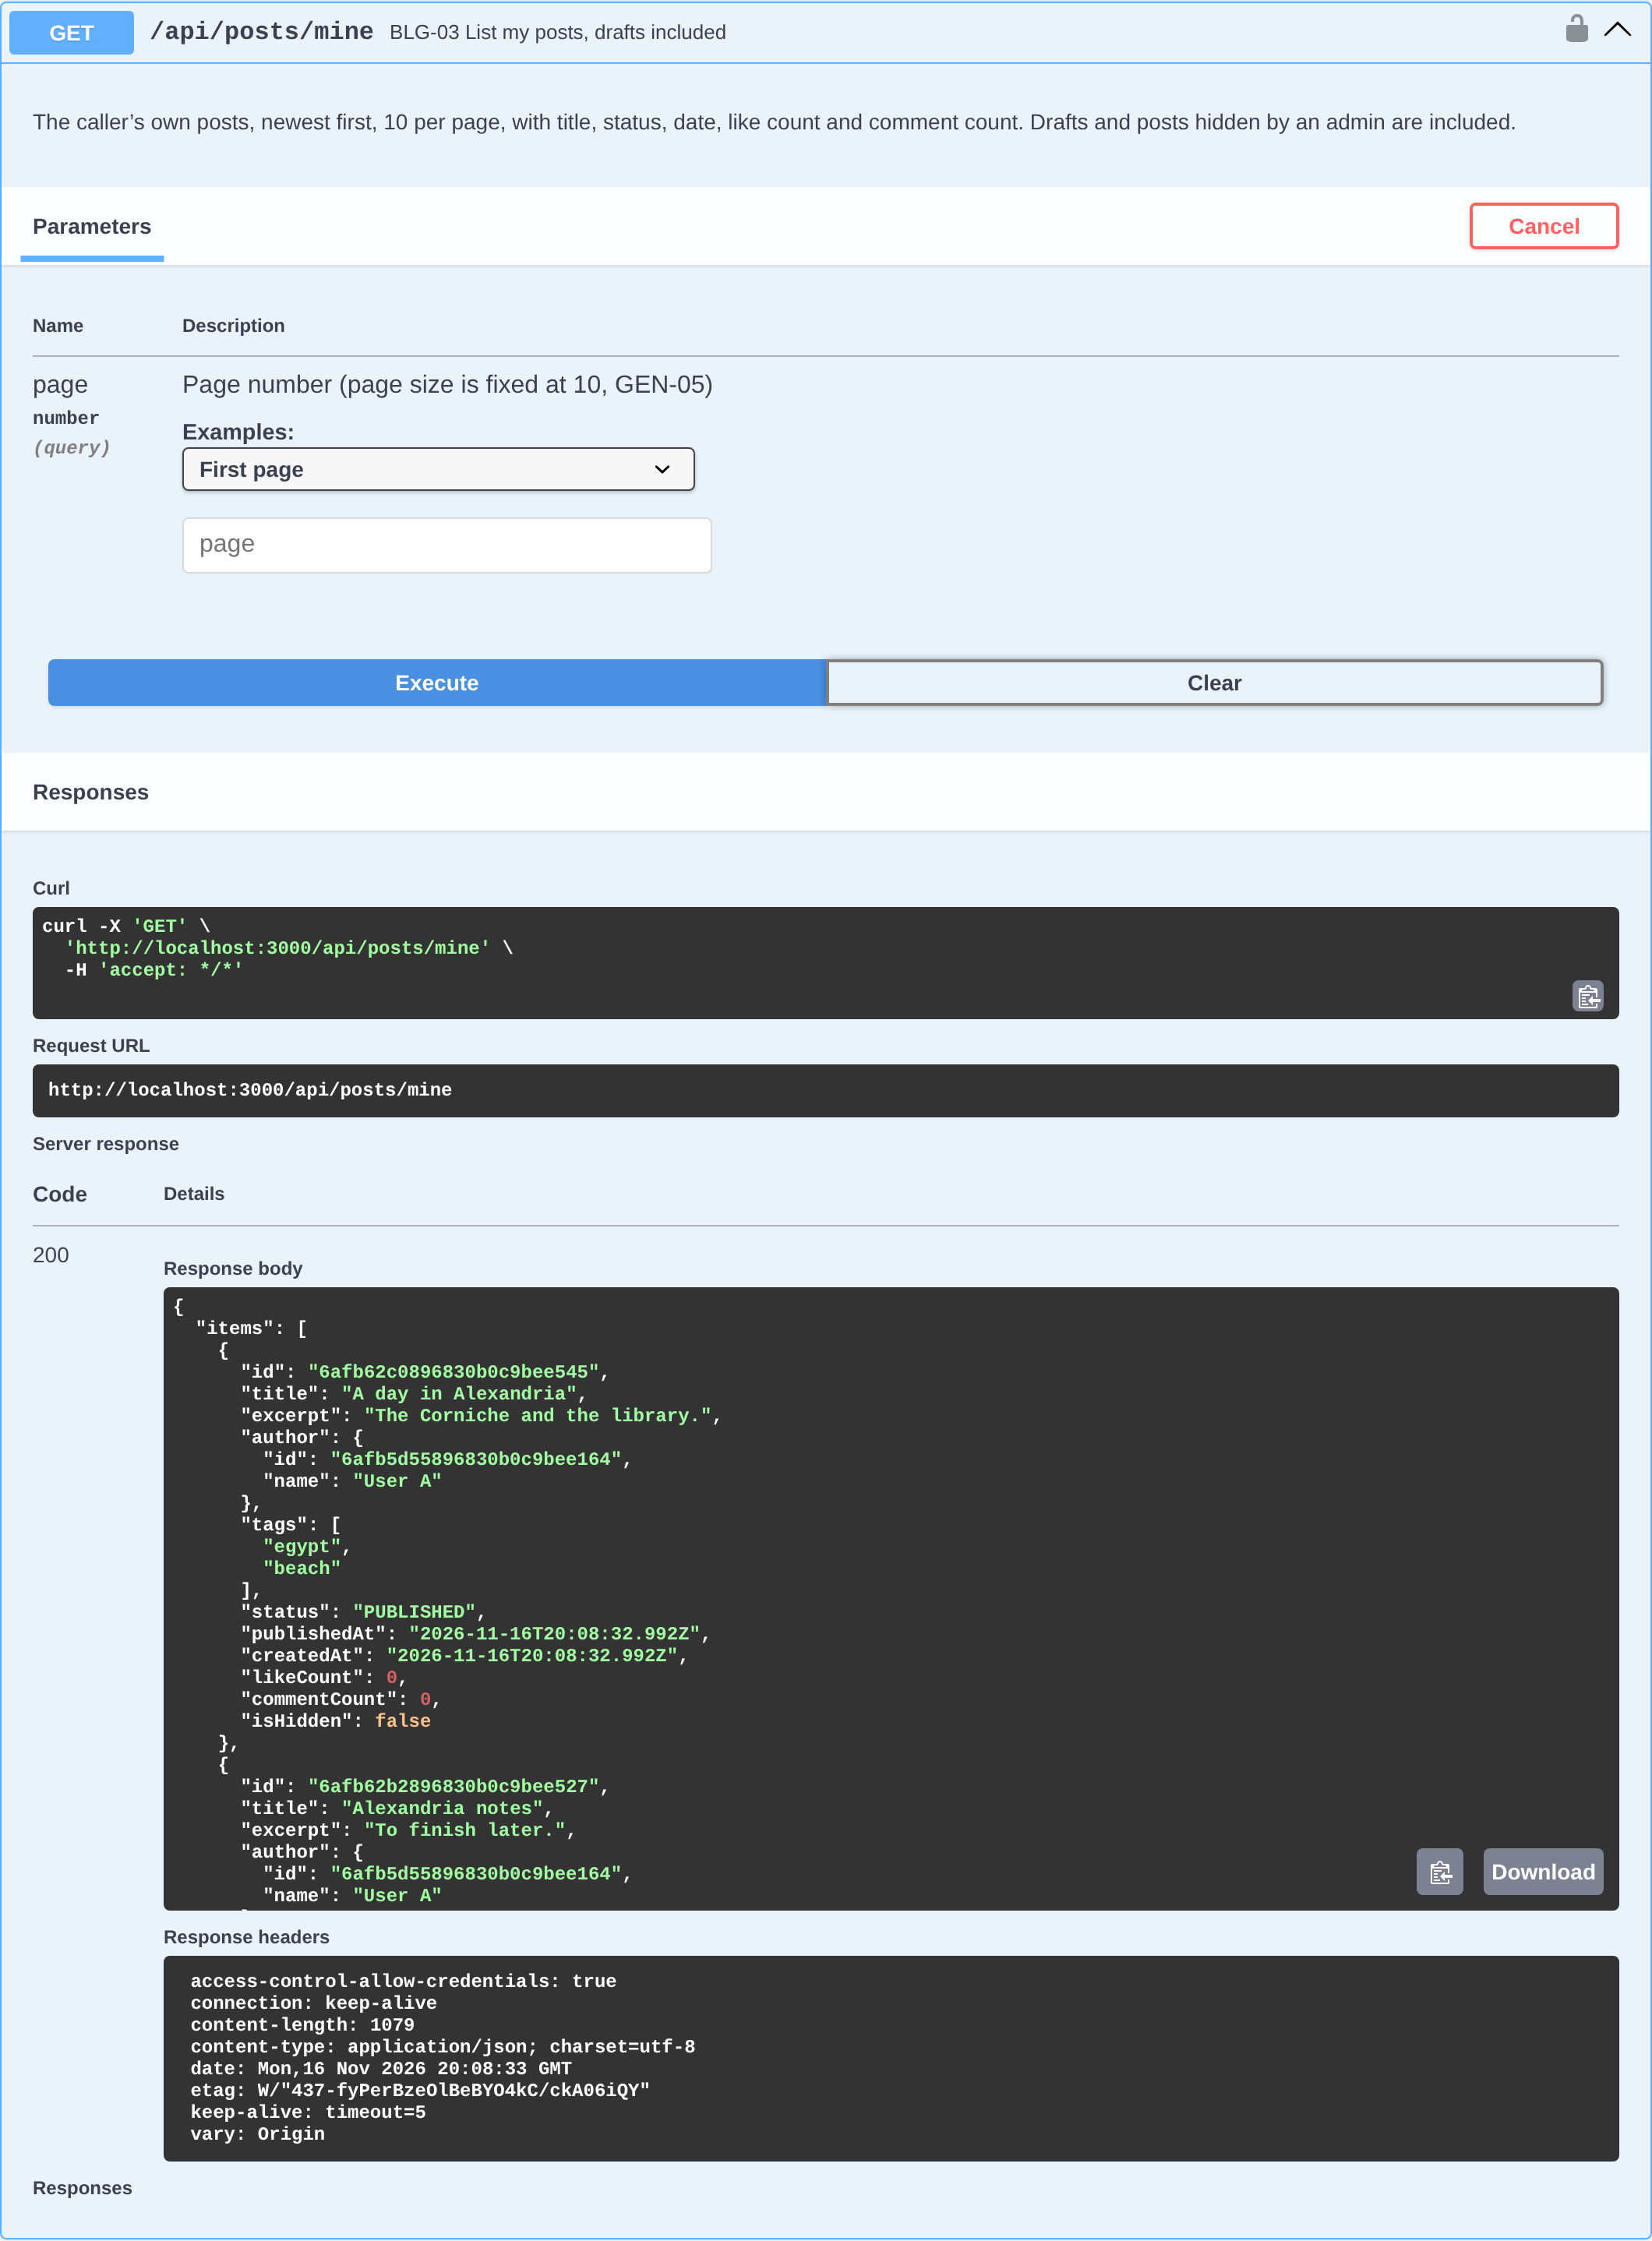 GET /api/posts/mine BLG-03 List my posts, drafts included
The caller’s own posts, newest first, 10 per page, with title, status, date, like count and comment count. Drafts and posts hidden by an admin are included.
Parameters
Cancel
Name Description
page
number
(query)
Page number (page size is fixed at 10, GEN-05)
Examples:
First page
page
Execute
Clear
Responses
Curl
curl -X 'GET' \
  'http://localhost:3000/api/posts/mine' \
  -H 'accept: */*'
Request URL
http://localhost:3000/api/posts/mine
Server response
Code Details
200
Response body
{
  "items": [
    {
      "id": "6afb62c0896830b0c9bee545",
      "title": "A day in Alexandria",
      "excerpt": "The Corniche and the library.",
      "author": {
        "id": "6afb5d55896830b0c9bee164",
        "name": "User A"
      },
      "tags": [
        "egypt",
        "beach"
      ],
      "status": "PUBLISHED",
      "publishedAt": "2026-11-16T20:08:32.992Z",
      "createdAt": "2026-11-16T20:08:32.992Z",
      "likeCount": 0,
      "commentCount": 0,
      "isHidden": false
    },
    {
      "id": "6afb62b2896830b0c9bee527",
      "title": "Alexandria notes",
      "excerpt": "To finish later.",
      "author": {
        "id": "6afb5d55896830b0c9bee164",
        "name": "User A"
Download
Response headers
access-control-allow-credentials: true
connection: keep-alive
content-length: 1079
content-type: application/json; charset=utf-8
date: Mon,16 Nov 2026 20:08:33 GMT
etag: W/"437-fyPerBzeOlBeBYO4kC/ckA06iQY"
keep-alive: timeout=5
vary: Origin
Responses